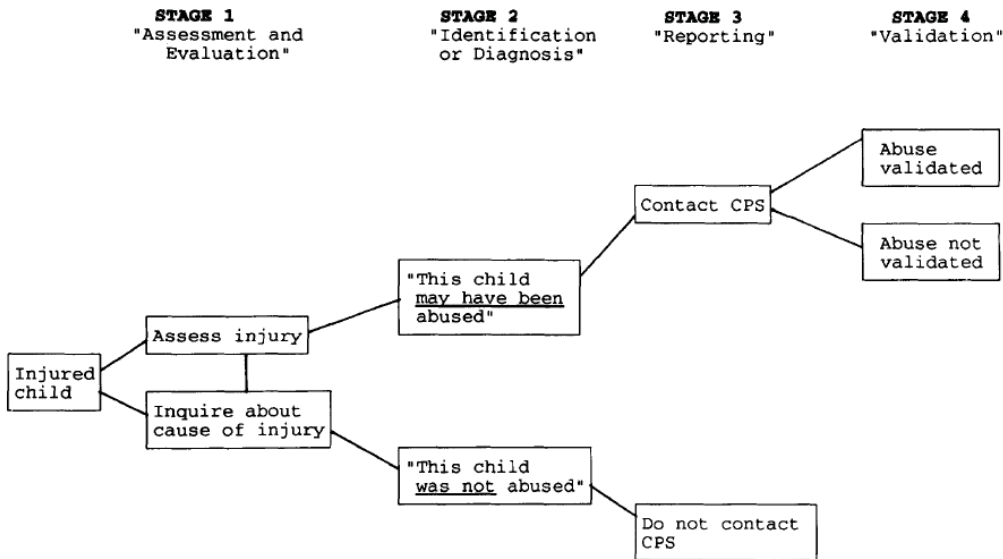 STAGE 1
"Assessment and
Evaluation"
STAGE 2
"Identification
or Diagnosis"
STAGE 3
"Reporting"
STAGE 4
"Validation"
Abuse
validated
Contact CPS
Abuse not
validated
"This child
may have been
abused"
Assess injury
Injured
child
Inquire about
cause of injury
"This child
was not abused"
Do not contact
CPS